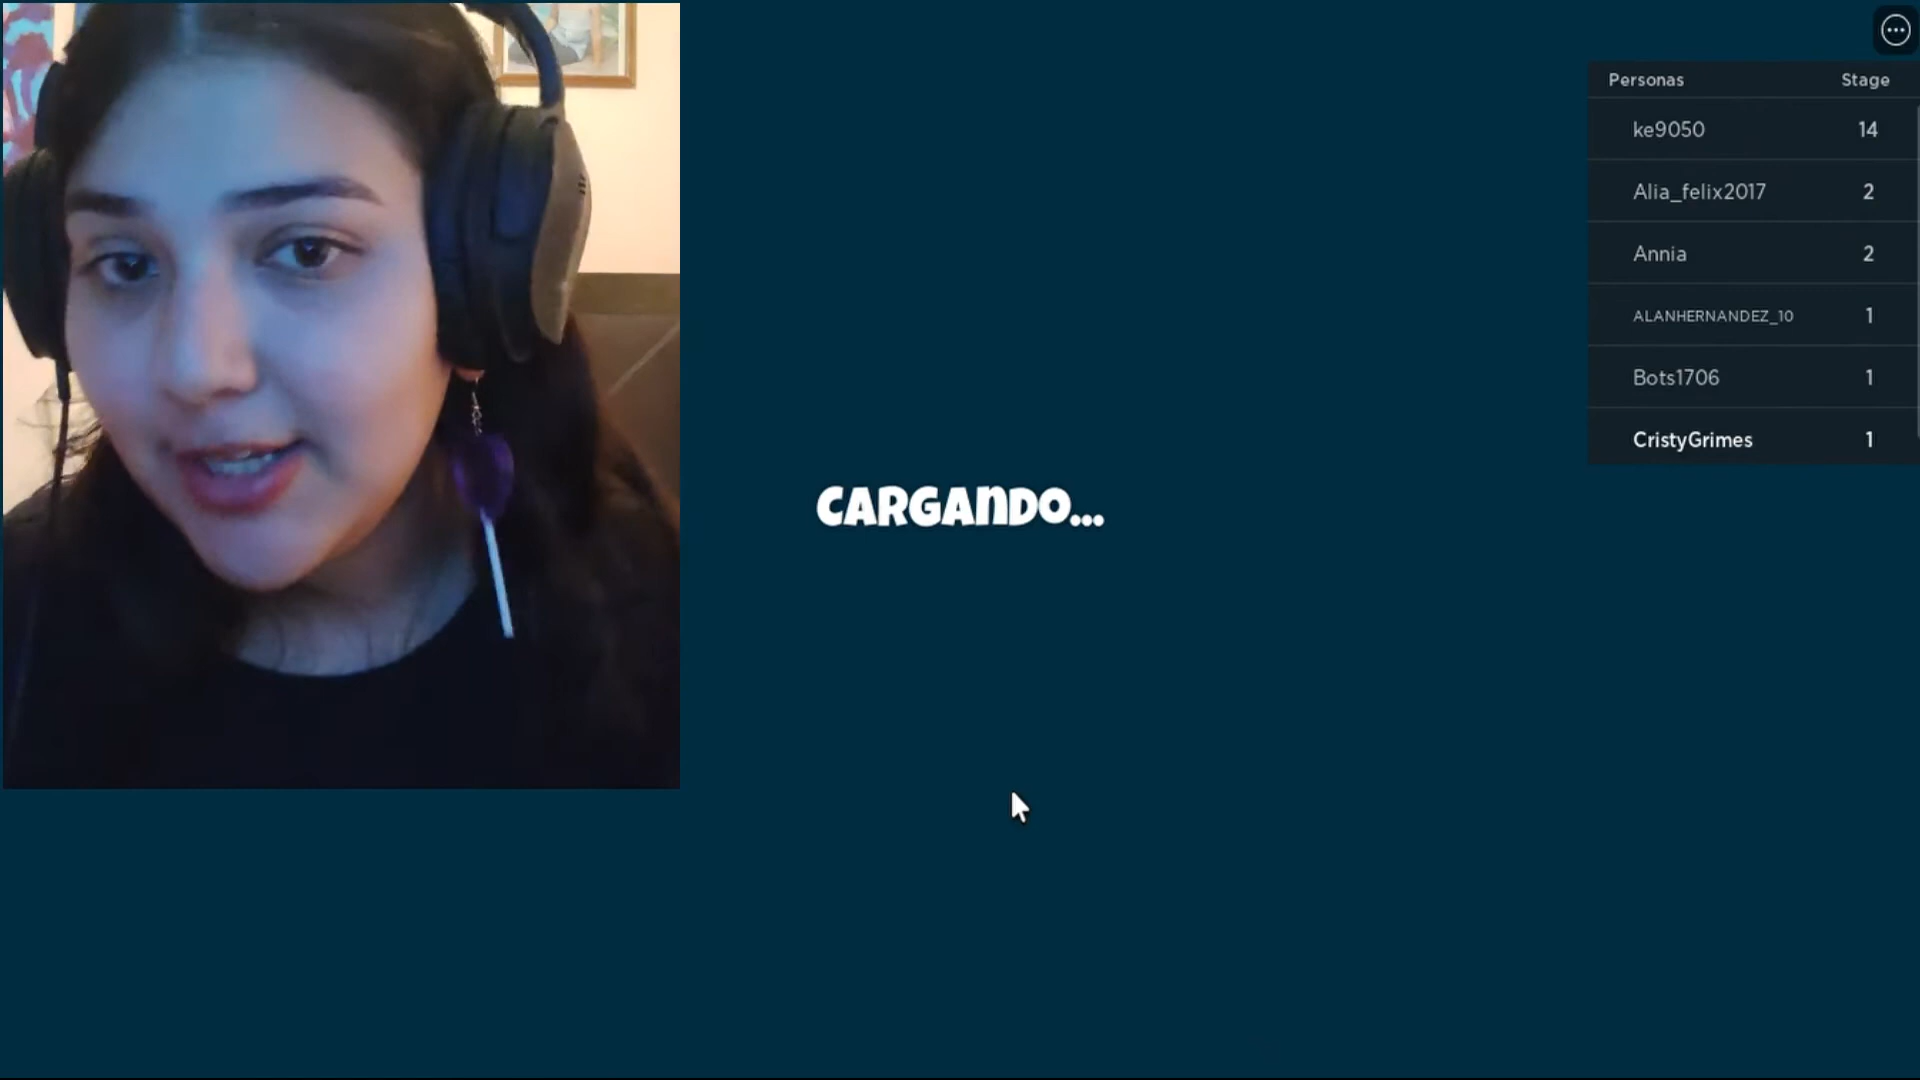 Personas Stage
ke9050 14
Alia_felix2017 2
Annia 2
ALANHERNANDEZ_10 1
Bots1706 1
CristyGrimes 1
CARGANDO...